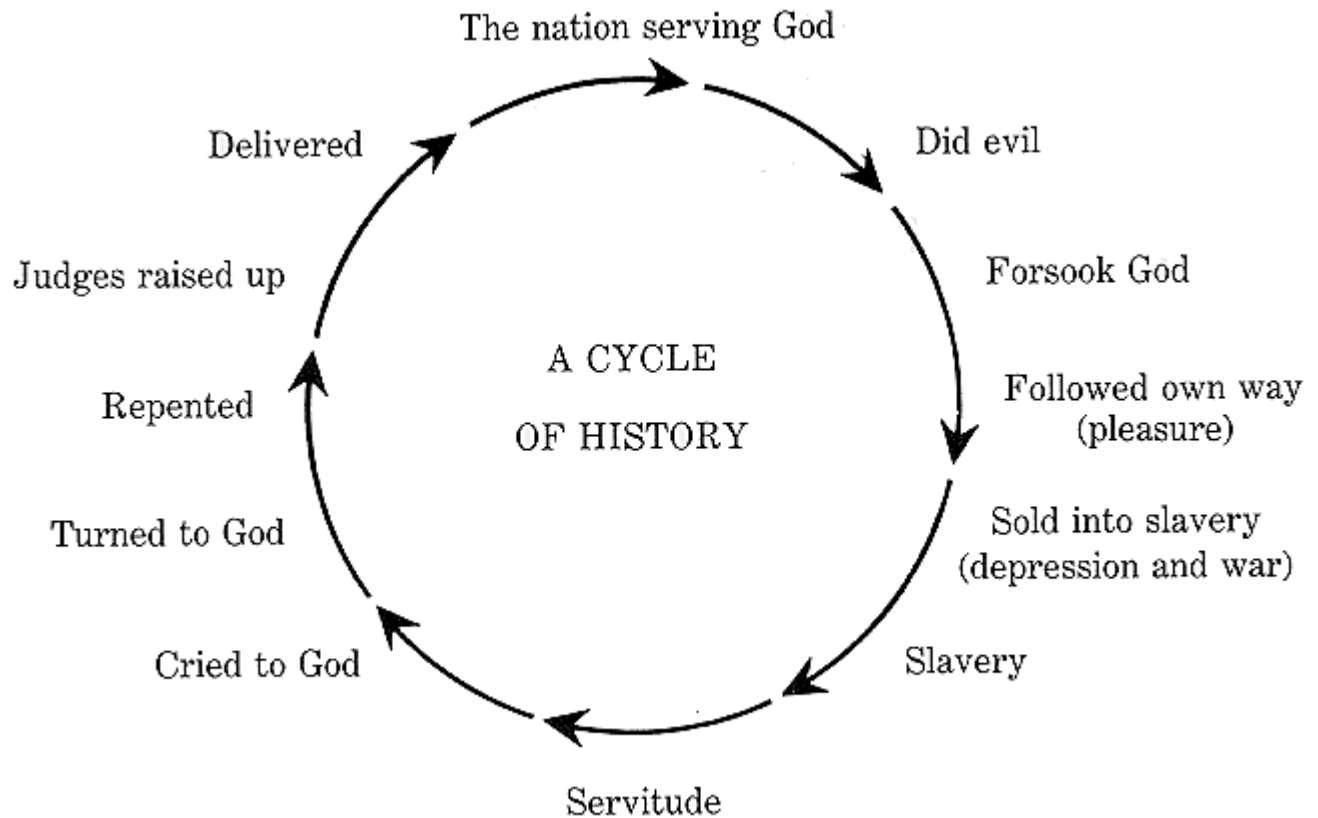 The nation serving God
Did evil
Forsook God
Followed own way
(pleasure)
Sold into slavery
(depression and war)
Slavery
Servitude
Cried to God
Turned to God
Repented
Judges raised up
Delivered
A CYCLE
OF HISTORY